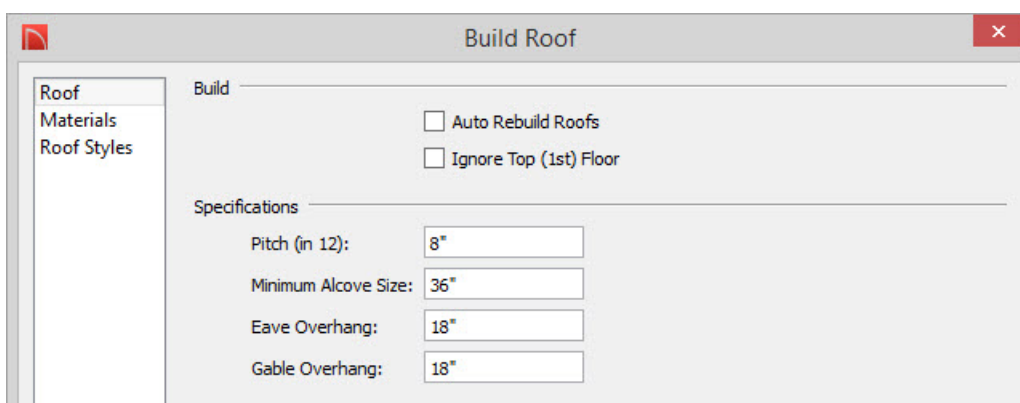 Build Roof
Roof
Materials
Roof Styles
Build
Auto Rebuild Roofs
Ignore Top (1st) Floor
Specifications
Pitch (in 12): 8"
Minimum Alcove Size: 36"
Eave Overhang: 18"
Gable Overhang: 18"